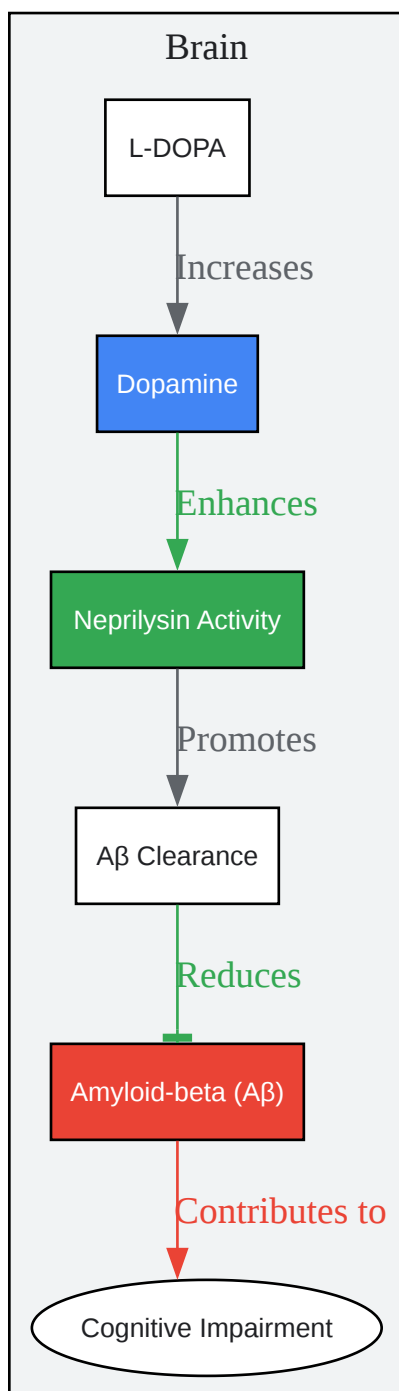 Brain
L-DOPA
Increases
Dopamine
Enhances
Neprilysin Activity
Promotes
Aβ Clearance
Reduces
Amyloid-beta (Aβ)
Contributes to
Cognitive Impairment